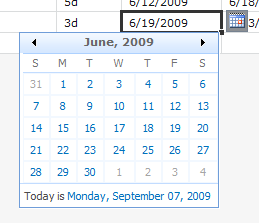 5d 6/12/2009 6/18/
3d 6/19/2009 3/
June, 2009
S M T W T F S
31 1 2 3 4 5 6
7 8 9 10 11 12 13
14 15 16 17 18 19 20
21 22 23 24 25 26 27
28 29 30 1 2 3 4
Today is Monday, September 07, 2009